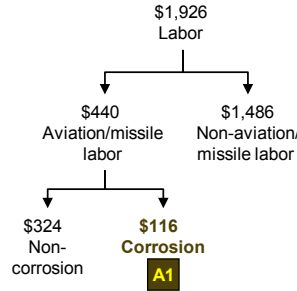 $1,926
Labor
$440
Aviation/missile
labor
$1,486
Non-aviation/
missile labor
$324
Non-
corrosion
$116
Corrosion
A1